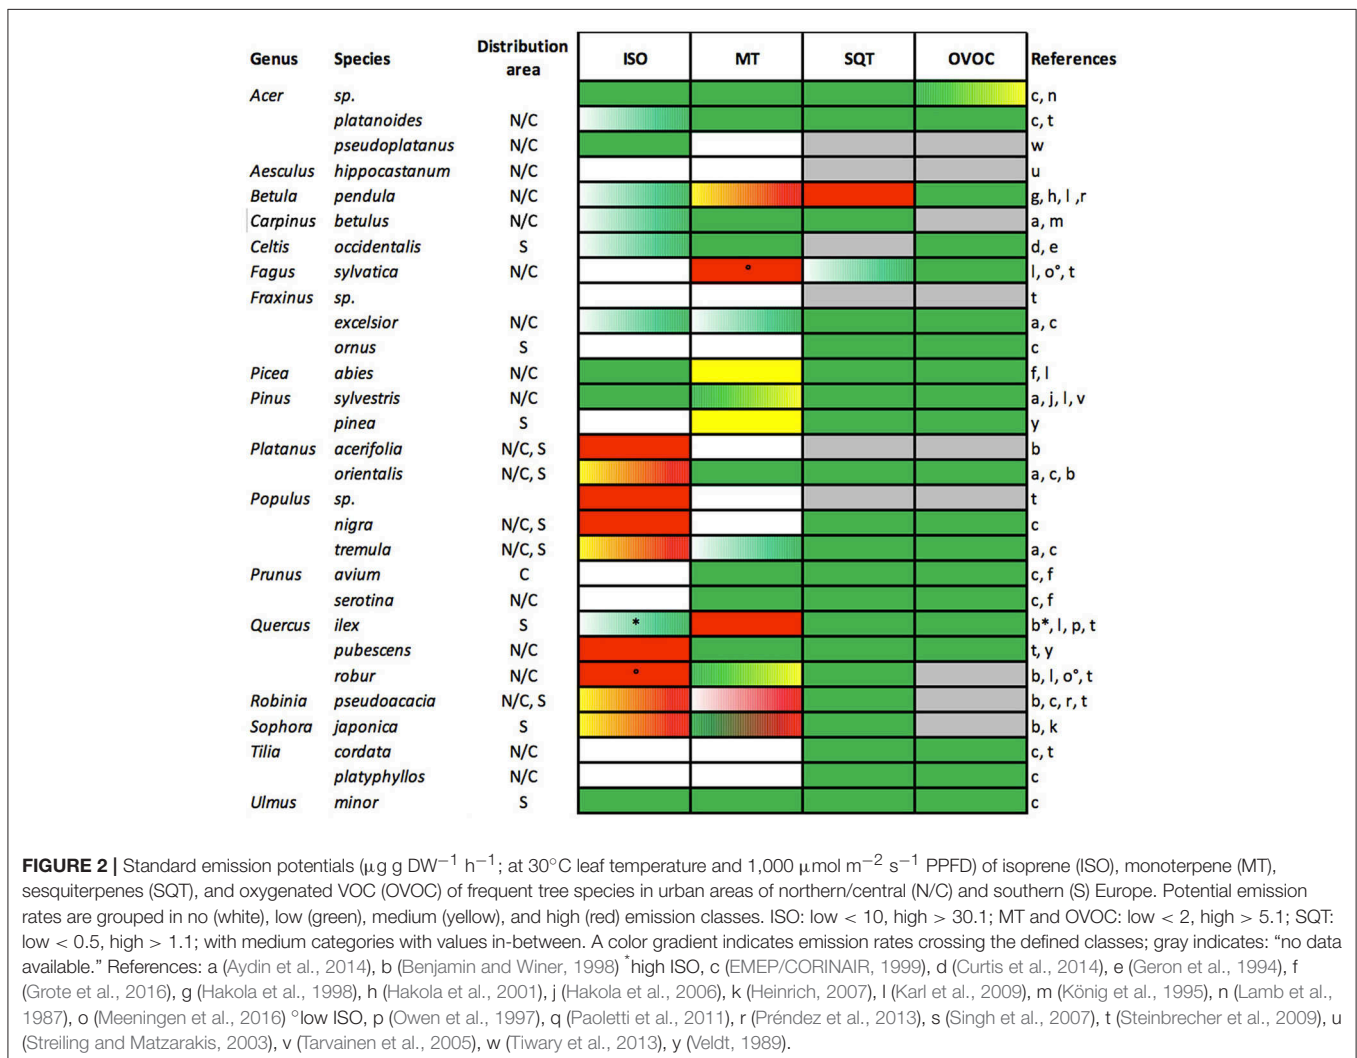 Genus Species Distribution area ISO MT SQT OVOC References
Acer sp. c, n
platanoides N/C c, t
pseudoplatanus N/C w
Aesculus hippocastanum N/C u
Betula pendula N/C g, h, l ,r
Carpinus betulus N/C a, m
Celtis occidentalis S d, e
Fagus sylvatica N/C ° l, o°, t
Fraxinus sp. t
excelsior N/C a, c
ornus S c
Picea abies N/C f, l
Pinus sylvestris N/C a, j, l, v
pinea S y
Platanus acerifolia N/C, S b
orientalis N/C, S a, c, b
Populus sp. t
nigra N/C, S c
tremula N/C, S a, c
Prunus avium C c, f
serotina N/C c, f
Quercus ilex S * b*, l, p, t
pubescens N/C t, y
robur N/C ° b, l, o°, t
Robinia pseudoacacia N/C, S b, c, r, t
Sophora japonica S b, k
Tilia cordata N/C c, t
platyphyllos N/C c
Ulmus minor S c
FIGURE 2 | Standard emission potentials (μg g DW−1 h−1; at 30°C leaf temperature and 1,000 μmol m−2 s−1 PPFD) of isoprene (ISO), monoterpene (MT),
sesquiterpenes (SQT), and oxygenated VOC (OVOC) of frequent tree species in urban areas of northern/central (N/C) and southern (S) Europe. Potential emission
rates are grouped in no (white), low (green), medium (yellow), and high (red) emission classes. ISO: low < 10, high > 30.1; MT and OVOC: low < 2, high > 5.1; SQT:
low < 0.5, high > 1.1; with medium categories with values in-between. A color gradient indicates emission rates crossing the defined classes; gray indicates: “no data
available.” References: a (Aydin et al., 2014), b (Benjamin and Winer, 1998) *high ISO, c (EMEP/CORINAIR, 1999), d (Curtis et al., 2014), e (Geron et al., 1994), f
(Grote et al., 2016), g (Hakola et al., 1998), h (Hakola et al., 2001), j (Hakola et al., 2006), k (Heinrich, 2007), l (Karl et al., 2009), m (König et al., 1995), n (Lamb et al.,
1987), o (Meeningen et al., 2016) °low ISO, p (Owen et al., 1997), q (Paoletti et al., 2011), r (Préndez et al., 2013), s (Singh et al., 2007), t (Steinbrecher et al., 2009), u
(Streiling and Matzarakis, 2003), v (Tarvainen et al., 2005), w (Tiwary et al., 2013), y (Veldt, 1989).